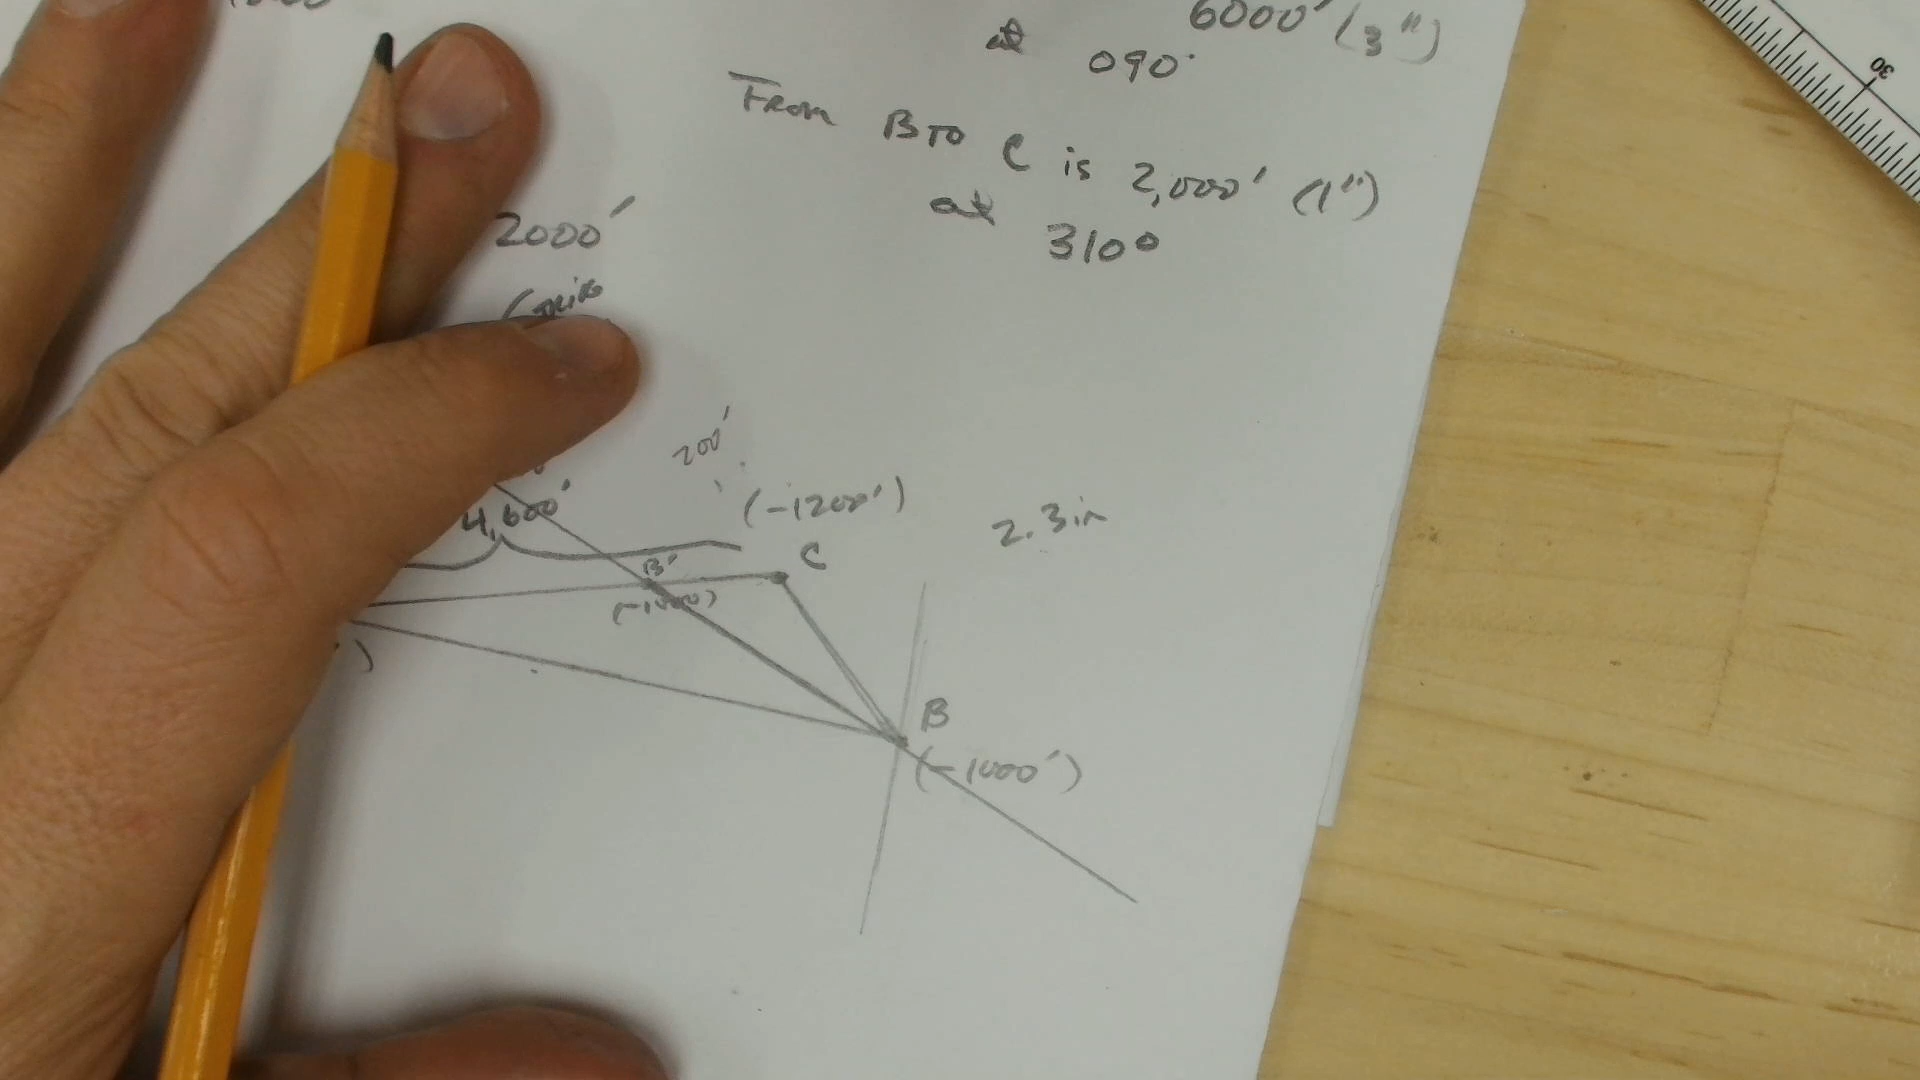 6000' (3")
at 090°
From B to C is 2,000' (1")
at 310°
2000'
200'
(-1200')
2.3in
4,600'
C
B'
B
(-1000')
30